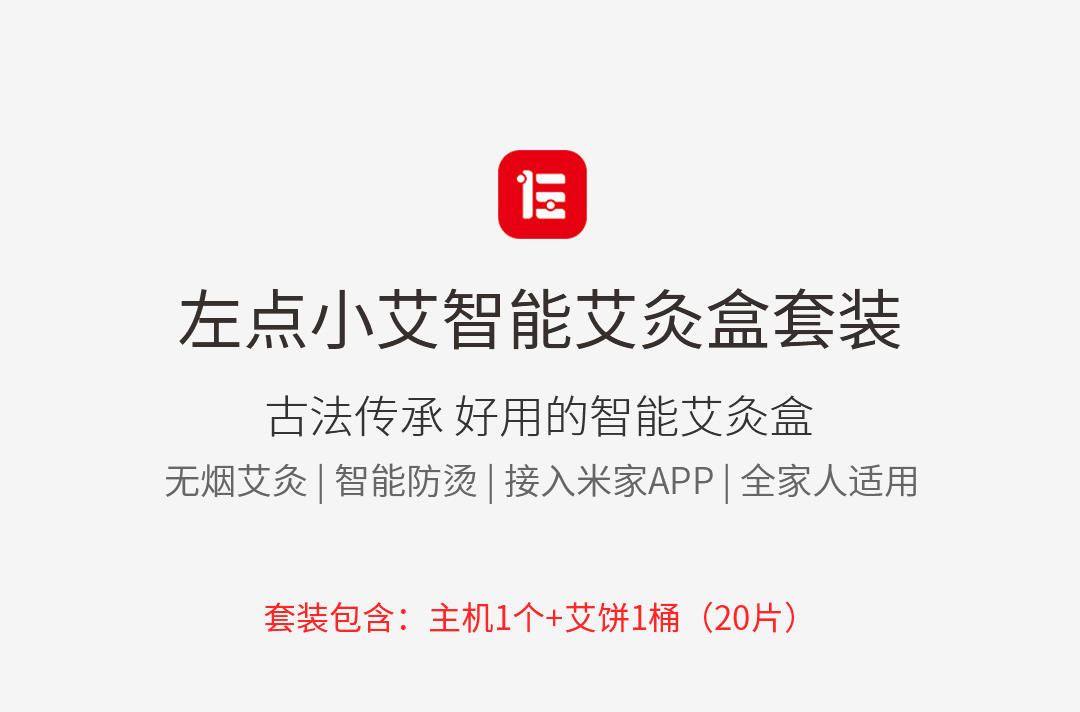 左点小艾智能艾灸盒套装
古法传承 好用的智能艾灸盒
无烟艾灸 | 智能防烫 | 接入米家APP | 全家人适用
套装包含：主机1个+艾饼1桶（20片）